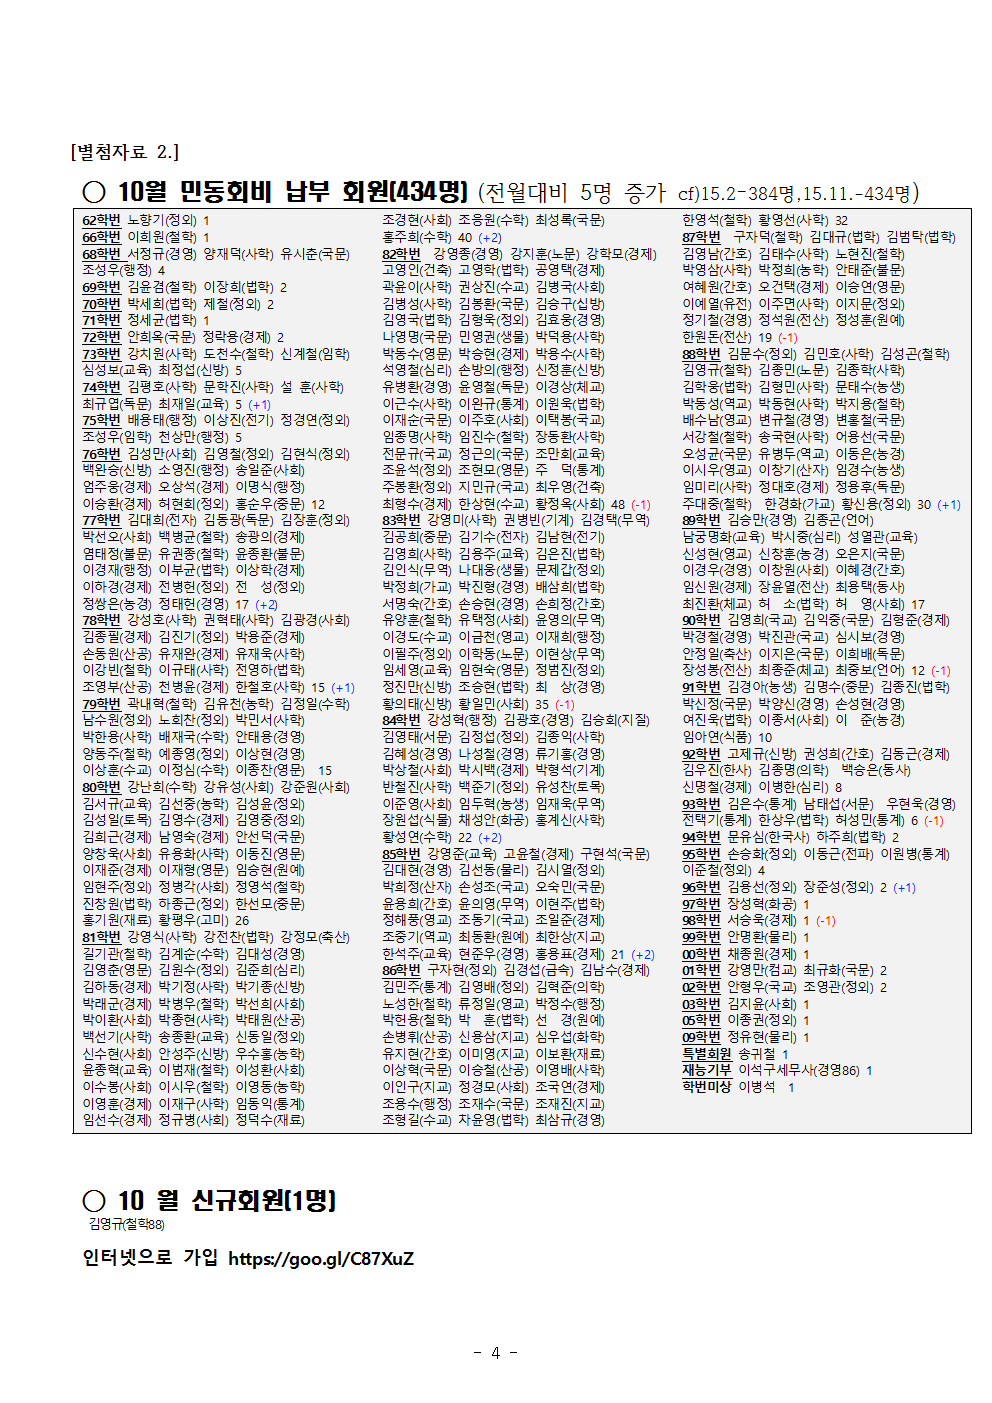 [별첨자료 2.]
○ 10월 민동회비 납부 회원(434명) (전월대비 5명 증가 cf)15.2-384명,15.11.-434명)
62학번 노향기(정외) 1
66학번 이희원(철학) 1
68학번 서정규(경영) 양재덕(사학) 유시춘(국문)
조성우(행정) 4
69학번 김윤겸(철학) 이장희(법학) 2
70학번 박세희(법학) 제철(정외) 2
71학번 정세균(법학) 1
72학번 안희옥(국문) 정락용(경제) 2
73학번 강치원(사학) 도천수(철학) 신계철(임학)
심성보(교육) 최정섭(신방) 5
74학번 김평호(사학) 문학진(사학) 설 훈(사학)
최규엽(독문) 최재일(교육) 5 (+1)
75학번 배용태(행정) 이상진(전기) 정경연(정외)
조성우(임학) 천상만(행정) 5
76학번 김성만(사회) 김영철(정외) 김현식(정외)
백완승(신방) 소영진(행정) 송일준(사회)
엄주웅(경제) 오상석(경제) 이명식(행정)
이승환(경제) 허현회(정외) 홍순우(중문) 12
77학번 김대희(전자) 김동광(독문) 김장훈(정외)
박선오(사회) 백병균(철학) 송광의(경제)
염태정(불문) 유권종(철학) 윤종환(불문)
이경재(행정) 이부균(법학) 이상학(경제)
이하경(경제) 전병헌(정외) 전 성(정외)
정쌍은(농경) 정태헌(경영) 17 (+2)
78학번 강성호(사학) 권혁태(사학) 김광경(사회)
김종필(경제) 김진기(정외) 박용준(경제)
손동원(산공) 유재완(경제) 유재욱(사학)
이강빈(철학) 이규태(사학) 전영하(법학)
조영부(산공) 천병윤(경제) 한철호(사학) 15 (+1)
79학번 곽내혁(철학) 김유천(농학) 김정일(수학)
남수원(정외) 노회찬(정외) 박민서(사학)
박한용(사학) 배재국(수학) 안태용(경영)
양동주(철학) 예종영(정외) 이상현(경영)
이상훈(수교) 이정심(수학) 이종찬(영문) 15
80학번 강난희(수학) 강유성(사회) 강준원(사회)
김서규(교육) 김선중(농학) 김성윤(정외)
김성일(토목) 김영수(경제) 김영중(정외)
김희근(경제) 남영숙(경제) 안선덕(국문)
양창욱(사회) 유용화(사학) 이동진(영문)
이재준(경제) 이재형(영문) 임승현(원예)
임현주(정외) 정병각(사회) 정영석(철학)
진창원(법학) 하종근(정외) 한선모(중문)
홍기원(재료) 황평우(고미) 26
81학번 강영식(사학) 강전찬(법학) 강정모(축산)
길기관(철학) 김계순(수학) 김대성(경영)
김영춘(영문) 김원수(정외) 김준희(심리)
김하동(경제) 박기정(사학) 박기종(신방)
박래군(경제) 박병우(철학) 박선희(사회)
박이환(사회) 박종현(사학) 박태원(산공)
백선기(사학) 송종환(교육) 신동일(정외)
신수현(사회) 안성주(신방) 우수홍(농학)
윤종혁(교육) 이범재(철학) 이성환(사회)
이수봉(사회) 이시우(철학) 이영동(농학)
이영훈(경제) 이재구(사학) 임동익(통계)
임선수(경제) 정규병(사회) 정덕수(재료)
조경현(사회) 조응원(수학) 최성록(국문)
홍주희(수학) 40 (+2)
82학번 강영종(경영) 강지훈(노문) 강학모(경제)
고영인(건축) 고영학(법학) 공영택(경제)
곽윤이(사학) 권상진(수교) 김병국(사회)
김병성(사학) 김봉환(국문) 김승구(십방)
김영국(법학) 김형욱(정외) 김효웅(경영)
나영명(국문) 민영권(생물) 박덕용(사학)
박동수(영문) 박승현(경제) 박용수(사학)
석영철(심리) 손방의(행정) 신정훈(신방)
유병환(경영) 윤영철(독문) 이경상(체교)
이근수(사학) 이완규(통계) 이원욱(법학)
이재순(국문) 이주호(사회) 이택봉(국교)
임종명(사학) 임진수(철학) 장동환(사학)
전문규(국교) 정근의(국문) 조만회(교육)
조윤석(정외) 조현모(영문) 주 덕(통계)
주봉환(정외) 지민규(국교) 최우영(건축)
최형수(경제) 한상현(수교) 황정옥(사회) 48 (-1)
83학번 강영미(사학) 권병빈(기계) 김경택(무역)
김공희(중문) 김기수(전자) 김남현(전기)
김영희(사학) 김용주(교육) 김은진(법학)
김인식(무역) 나대웅(생물) 문제갑(정외)
박정희(가교) 박진형(경영) 배삼희(법학)
서명숙(간호) 손승현(경영) 손희정(간호)
유양훈(철학) 유택정(사회) 윤영의(무역)
이경도(수교) 이금천(영교) 이재희(행정)
이필주(정외) 이학동(노문) 이현상(무역)
임세영(교육) 임현숙(영문) 정범진(정외)
정진만(신방) 조승현(법학) 최 상(경영)
황의태(신방) 황일민(사회) 35 (-1)
84학번 강성혁(행정) 김광호(경영) 김승회(지질)
김영태(서문) 김정섭(정외) 김종익(사학)
김혜성(경영) 나성철(경영) 류기홍(경영)
박상철(사회) 박시백(경제) 박형석(기계)
반철진(사학) 백준기(정외) 유성찬(토목)
이준영(사회) 임두혁(농생) 임재욱(무역)
장원섭(식물) 채성안(화공) 홍계신(사학)
황성연(수학) 22 (+2)
85학번 강영준(교육) 고윤철(경제) 구현석(국문)
김대현(경영) 김선동(물리) 김시열(정외)
박희정(산자) 손성조(국교) 오숙민(국문)
윤용희(간호) 윤의영(무역) 이현주(법학)
정해풍(영교) 조동기(국교) 조일준(경제)
조중기(역교) 최동환(원예) 최한상(지교)
한석주(교육) 현준우(경영) 홍용표(경제) 21 (+2)
86학번 구자현(정외) 김경섭(금속) 김남수(경제)
김민주(통계) 김영배(정외) 김혁준(의학)
노성한(철학) 류정일(영교) 박정수(행정)
박헌용(철학) 박 훈(법학) 선 경(원예)
손병휘(산공) 신용삼(지교) 심우섭(화학)
유지현(간호) 이미영(지교) 이보환(재료)
이상혁(국문) 이승철(산공) 이영배(사학)
이인구(지교) 정경모(사회) 조국연(경제)
조용수(행정) 조재수(국문) 조재진(지교)
조형길(수교) 차윤영(법학) 최삼규(경영)
한영석(철학) 황영선(사학) 32
87학번 구자덕(철학) 김대규(법학) 김범탁(법학)
김영남(간호) 김태수(사학) 노현진(철학)
박영삼(사학) 박정희(농학) 안태준(불문)
여혜원(간호) 오건택(경제) 이승연(영문)
이예열(유전) 이주면(사학) 이지문(정외)
정기철(경영) 정석원(전산) 정성훈(원예)
한원돈(전산) 19 (-1)
88학번 김문수(정외) 김민호(사학) 김성곤(철학)
김영규(철학) 김종민(노문) 김종학(사학)
김학웅(법학) 김형민(사학) 문태수(농생)
박동성(역교) 박동현(사학) 박지용(철학)
배수남(영교) 변규철(경영) 변홍철(국문)
서강철(철학) 송국현(사학) 어용선(국문)
오성균(국문) 유병두(역교) 이동은(농경)
이시우(영교) 이창기(산자) 임경수(농생)
임미리(사학) 정대호(경제) 정용후(독문)
주대중(철학) 한경화(가교) 황신용(정외) 30 (+1)
89학번 김승만(경영) 김종곤(언어)
남궁명화(교육) 박시중(심리) 성열관(교육)
신성현(영교) 신창훈(농경) 오은지(국문)
이경우(경영) 이창원(사회) 이혜경(간호)
임신원(경제) 장윤열(전산) 최용택(동사)
최진환(체교) 허 소(법학) 허 영(사회) 17
90학번 김영희(국교) 김익중(국문) 김형준(경제)
박경철(경영) 박진관(국교) 심시보(경영)
안정일(축산) 이지은(국문) 이희배(독문)
장성봉(전산) 최종준(체교) 최중보(언어) 12 (-1)
91학번 김경아(농생) 김명수(중문) 김종진(법학)
박신정(국문) 박양신(경영) 손성현(경영)
여진욱(법학) 이종서(사회) 이 준(농경)
임아연(식품) 10
92학번 고제규(신방) 권성희(간호) 김동근(경제)
김우진(한사) 김종명(의학) 백승은(동사)
신명철(경제) 이병한(심리) 8
93학번 김은수(통계) 남태섭(서문) 우현욱(경영)
전택기(통계) 한상우(법학) 허성민(통계) 6 (-1)
94학번 문유심(한국사) 하주희(법학) 2
95학번 손승화(정외) 이동근(전파) 이원병(통계)
이준철(정외) 4
96학번 김용선(정외) 장준성(정외) 2 (+1)
97학번 장성혁(화공) 1
98학번 서승욱(경제) 1 (-1)
99학번 안명환(물리) 1
00학번 채종원(경제) 1
01학번 강영만(컴교) 최규화(국문) 2
02학번 안형우(국교) 조영관(정외) 2
03학번 김지윤(사회) 1
05학번 이종권(정외) 1
09학번 정유현(물리) 1
특별회원 송귀철 1
재능기부 이석구세무사(경영86) 1
학번미상 이병석 1
○ 10 월 신규회원(1명)
김영규(철학88)
인터넷으로 가입 https://goo.gl/C87XuZ
- 4 -